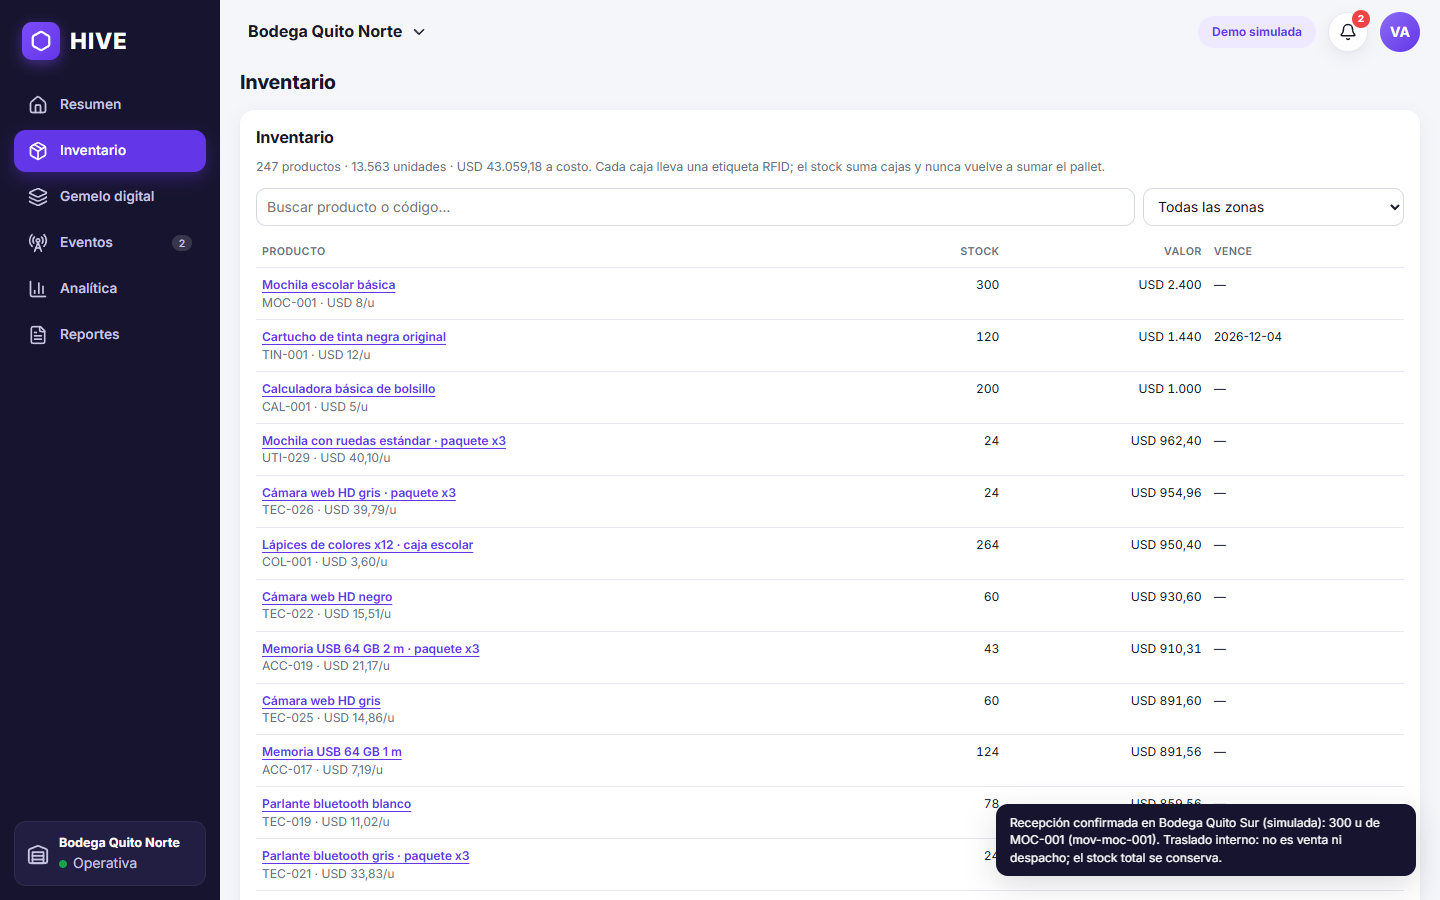 HIVE
Resumen
Inventario
Gemelo digital
Eventos
2
Analítica
Reportes
Bodega Quito Norte
Operativa
Bodega Quito Norte
Demo simulada
2
VA
Inventario
Inventario
247 productos · 13.563 unidades · USD 43.059,18 a costo. Cada caja lleva una etiqueta RFID; el stock suma cajas y nunca vuelve a sumar el pallet.
Buscar producto o código...
Todas las zonas
PRODUCTO STOCK VALOR VENCE
Mochila escolar básica 300 USD 2.400 —
MOC-001 · USD 8/u
Cartucho de tinta negra original 120 USD 1.440 2026-12-04
TIN-001 · USD 12/u
Calculadora básica de bolsillo 200 USD 1.000 —
CAL-001 · USD 5/u
Mochila con ruedas estándar · paquete x3 24 USD 962,40 —
UTI-029 · USD 40,10/u
Cámara web HD gris · paquete x3 24 USD 954,96 —
TEC-026 · USD 39,79/u
Lápices de colores x12 · caja escolar 264 USD 950,40 —
COL-001 · USD 3,60/u
Cámara web HD negro 60 USD 930,60 —
TEC-022 · USD 15,51/u
Memoria USB 64 GB 2 m · paquete x3 43 USD 910,31 —
ACC-019 · USD 21,17/u
Cámara web HD gris 60 USD 891,60 —
TEC-025 · USD 14,86/u
Memoria USB 64 GB 1 m 124 USD 891,56 —
ACC-017 · USD 7,19/u
Parlante bluetooth blanco 78 USD 859,56 —
TEC-019 · USD 11,02/u
Parlante bluetooth gris · paquete x3 24
TEC-021 · USD 33,83/u
Recepción confirmada en Bodega Quito Sur (simulada): 300 u de
MOC-001 (mov-moc-001). Traslado interno: no es venta ni
despacho; el stock total se conserva.